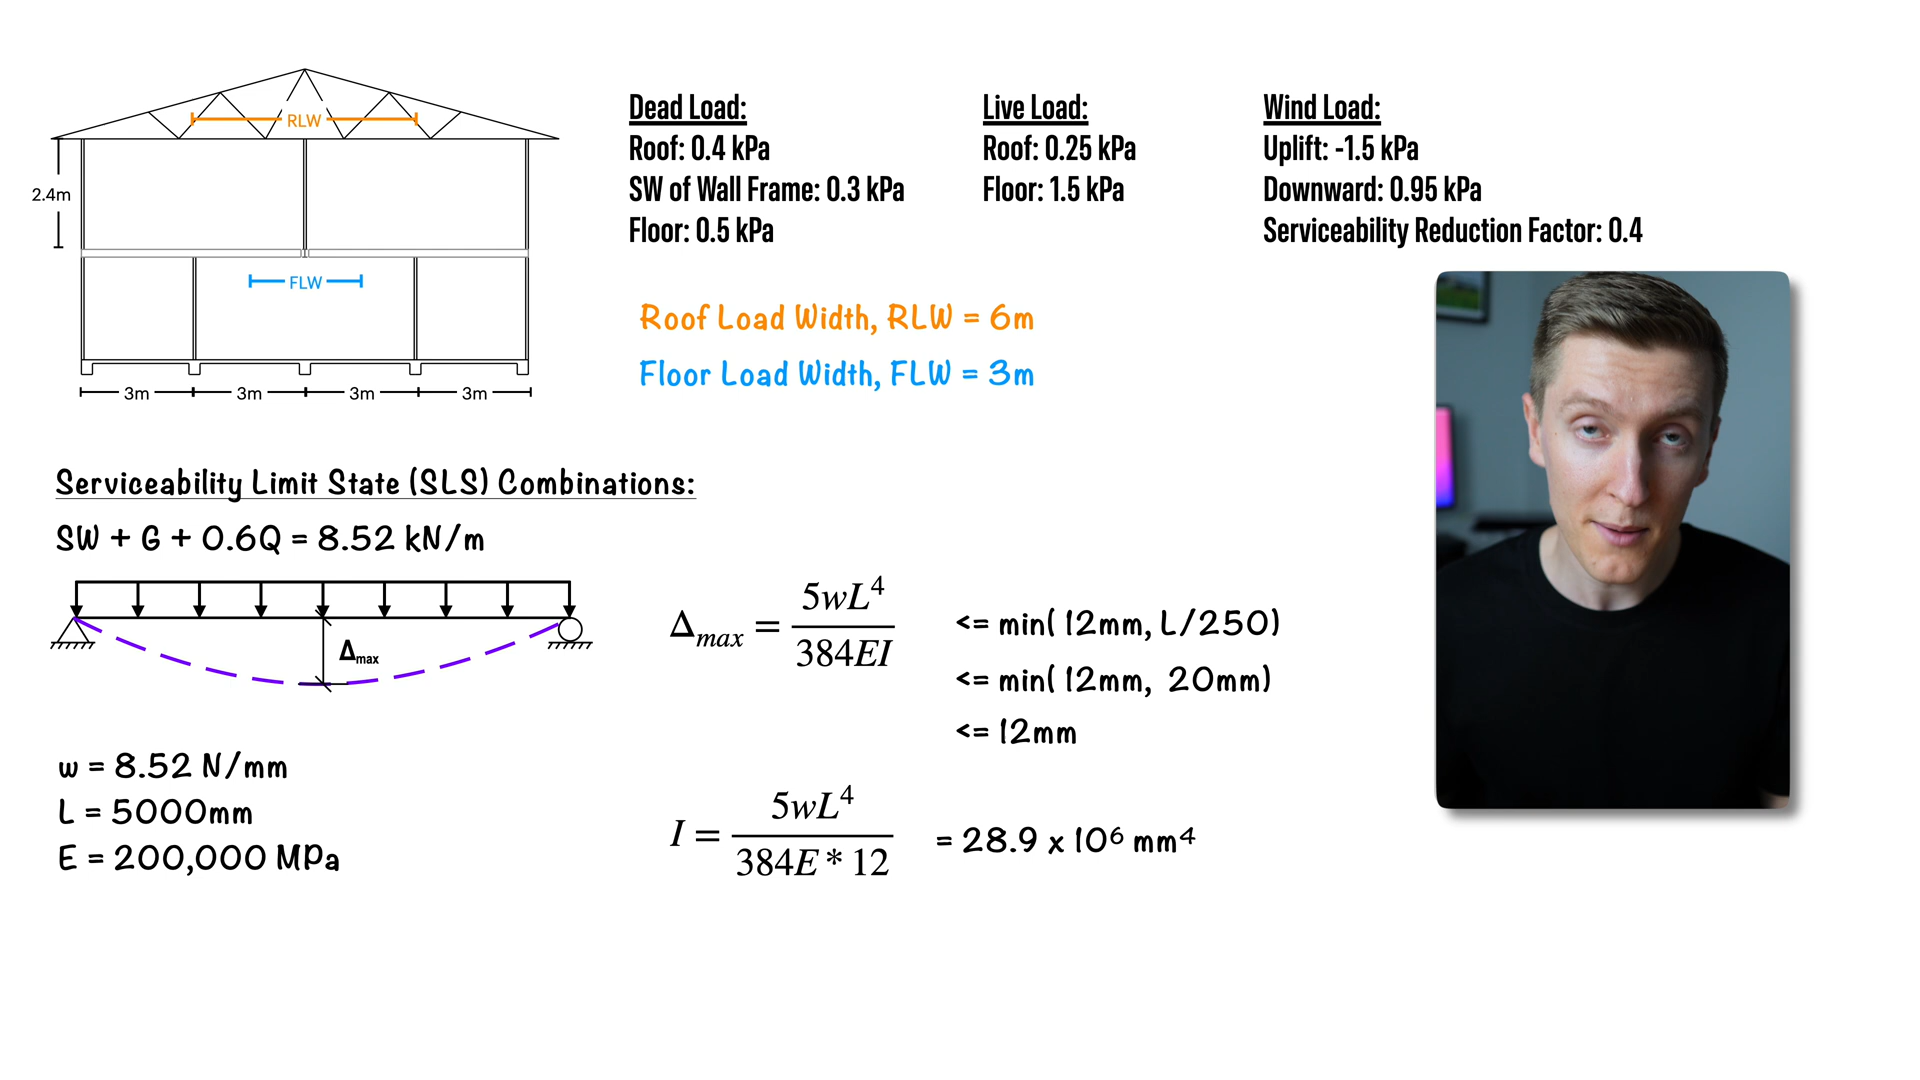 RLW
2.4m
FLW
3m 3m 3m 3m
Dead Load:
Roof: 0.4 kPa
SW of Wall Frame: 0.3 kPa
Floor: 0.5 kPa
Live Load:
Roof: 0.25 kPa
Floor: 1.5 kPa
Wind Load:
Uplift: -1.5 kPa
Downward: 0.95 kPa
Serviceability Reduction Factor: 0.4
Roof Load Width, RLW = 6m
Floor Load Width, FLW = 3m
Serviceability Limit State (SLS) Combinations:
SW + G + 0.6Q = 8.52 kN/m
Δmax
w = 8.52 N/mm
L = 5000mm
E = 200,000 MPa
Δmax = 5wL⁴ / 384EI
<= min( 12mm, L/250)
<= min( 12mm, 20mm)
<= 12mm
I = 5wL⁴ / 384E * 12 = 28.9 x 10⁶ mm⁴